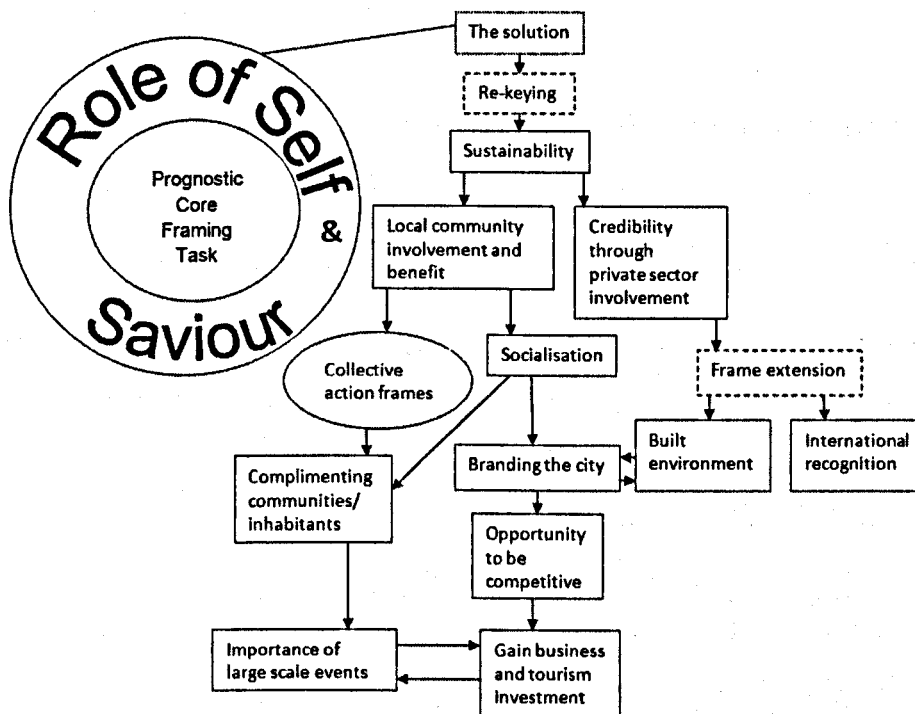 Role of Self
&
Saviour
Prognostic
Core
Framing
Task
The solution
Re-keying
Sustainability
Local community
involvement and
benefit
Credibility
through
private sector
involvement
Collective
action frames
Socialisation
Frame extension
Complimenting
communities/
inhabitants
Branding the city
Built
environment
International
recognition
Opportunity
to be
competitive
Importance of
large scale events
Gain business
and tourism
Investment